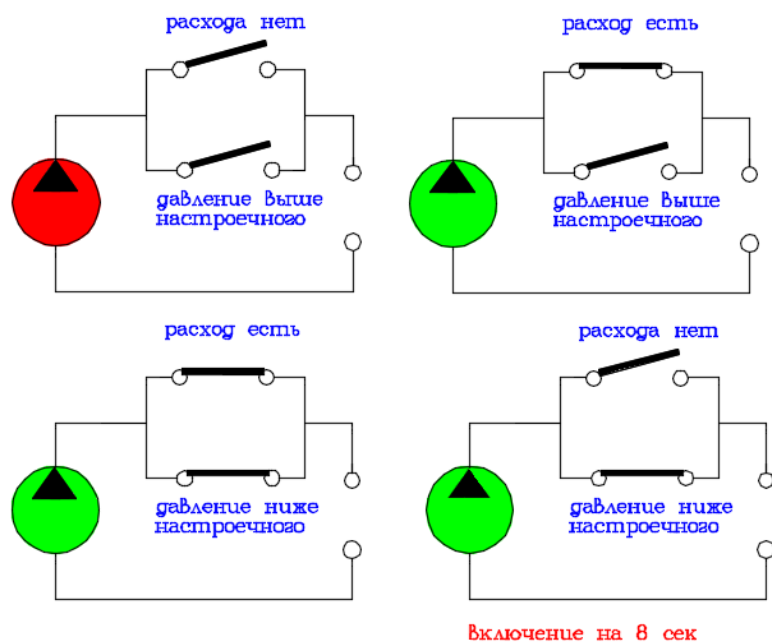 расхода нет
расход есть
давление выше
настроечного
давление выше
настроечного
расход есть
расхода нет
давление ниже
настроечного
давление ниже
настроечного
включение на 8 сек